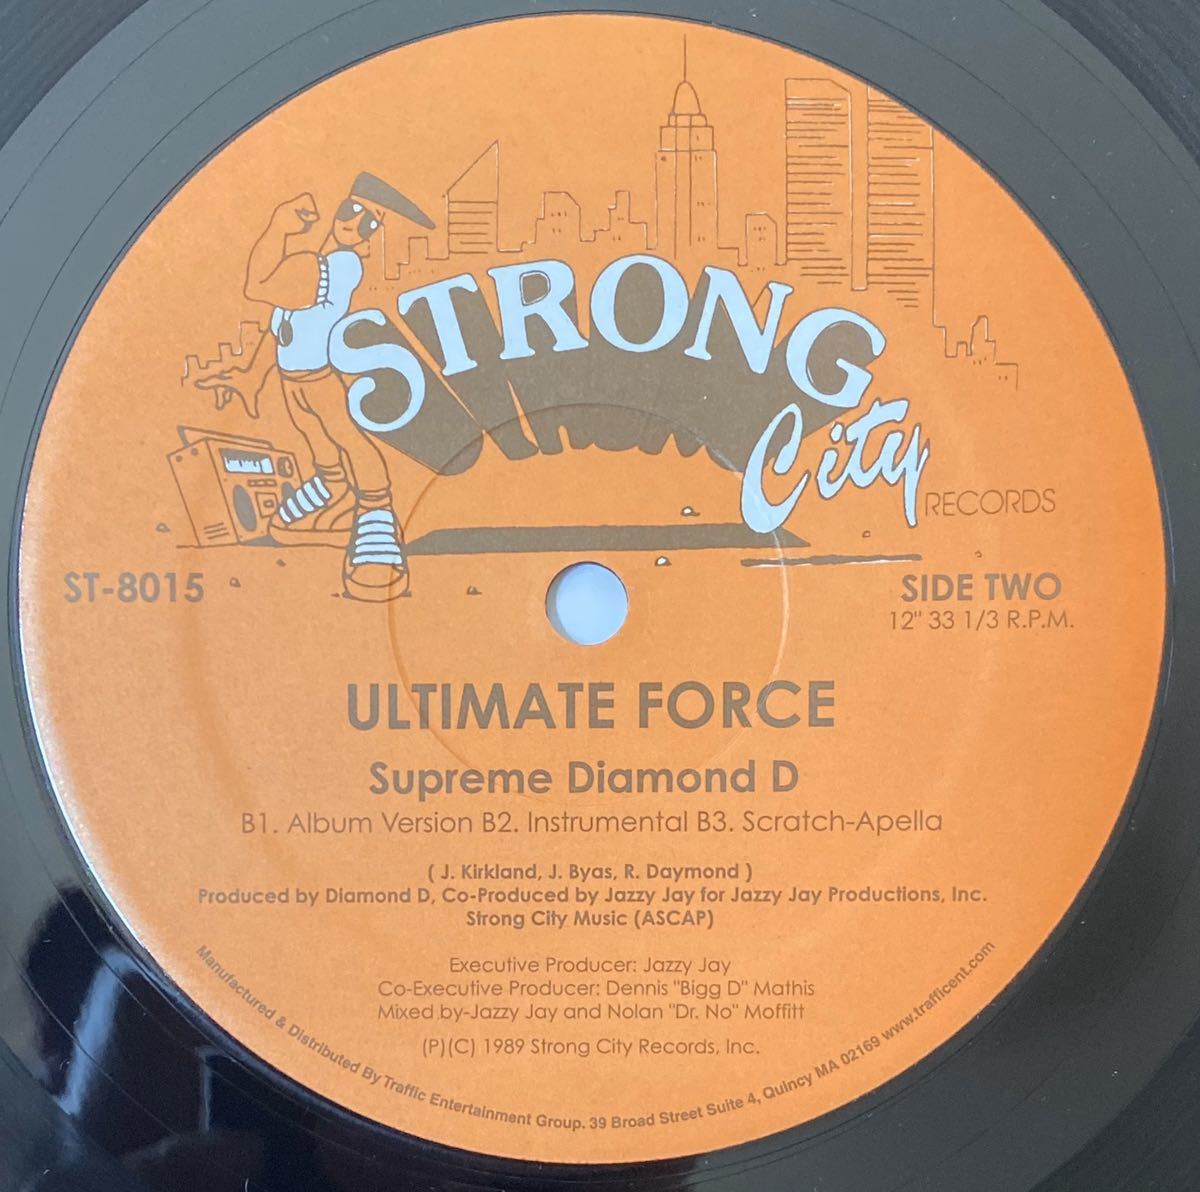 STRONG
City
RECORDS
ST-8015
SIDE TWO
12" 33 1/3 R.P.M.
ULTIMATE FORCE
Supreme Diamond D
B1. Album Version B2. Instrumental B3. Scratch-Apella
( J. Kirkland, J. Byas, R. Daymond )
Produced by Diamond D, Co-Produced by Jazzy Jay for Jazzy Jay Productions, Inc.
Strong City Music (ASCAP)
Executive Producer: Jazzy Jay
Co-Executive Producer: Dennis "Bigg D" Mathis
Mixed by-Jazzy Jay and Nolan "Dr. No" Moffitt
(P)(C) 1989 Strong City Records, Inc.
Manufactured & Distributed By Traffic Entertainment Group. 39 Broad Street Suite 4, Quincy MA 02169 www.trafficent.com